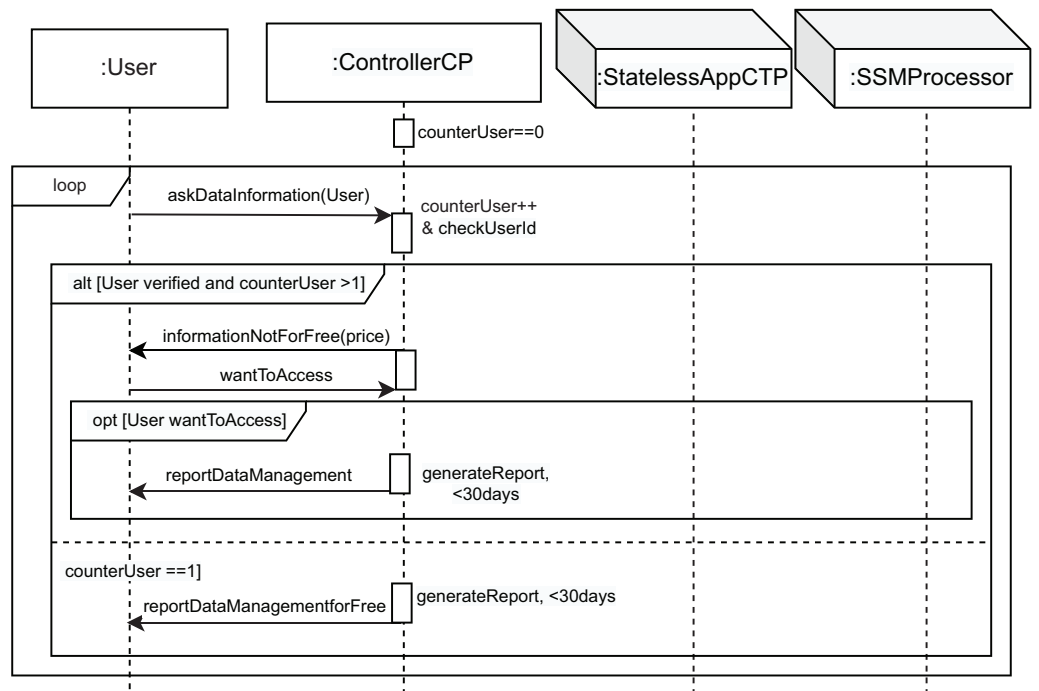 :User
:ControllerCP
:StatelessAppCTP
:SSMProcessor
counterUser==0
loop
askDataInformation(User)
counterUser++
& checkUserId
alt [User verified and counterUser >1]
informationNotForFree(price)
wantToAccess
opt [User wantToAccess]
reportDataManagement
generateReport,
<30days
counterUser ==1]
reportDataManagementforFree
generateReport, <30days